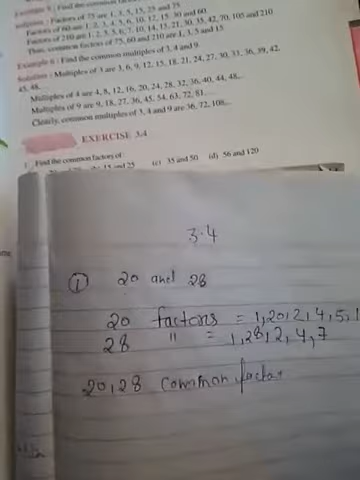 Solution : Factors of 75 are 1, 3, 5, 15, 25 and 75
Factors of 60 are 1, 2, 3, 4, 5, 6, 10, 12, 15, 30 and 60
Factors of 210 are 1, 2, 3, 5, 6, 7, 10, 14, 15, 21, 30, 35, 42, 70, 105 and 210
Thus, common factors of 75, 60 and 210 are 1, 3, 5 and 15
Example 6 : Find the common multiples of 3, 4 and 9.
Solution : Multiples of 3 are 3, 6, 9, 12, 15, 18, 21, 24, 27, 30, 33, 36, 39, 42,
45, 48,...
Multiples of 4 are 4, 8, 12, 16, 20, 24, 28, 32, 36, 40, 44, 48,...
Multiples of 9 are 9, 18, 27, 36, 45, 54, 63, 72, 81,...
Clearly, common multiples of 3, 4 and 9 are 36, 72, 108,...
EXERCISE 3.4
1. Find the common factors of
15 and 25 (c) 35 and 50 (d) 56 and 120
3.4
① 20 and 28
20 factors = 1, 20, 2, 4, 5, 1
28 " = 1, 28, 2, 4, 7
20, 28 common factor